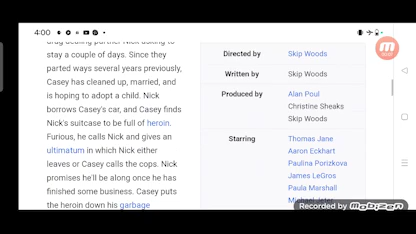 4:00
drug dealing partner Nick asking to
stay a couple of days. Since they
parted ways several years previously,
Casey has cleaned up, married, and
is hoping to adopt a child. Nick
borrows Casey's car, and Casey finds
Nick's suitcase to be full of heroin.
Furious, he calls Nick and gives an
ultimatum in which Nick either
leaves or Casey calls the cops. Nick
promises he'll be along once he has
finished some business. Casey puts
the heroin down his garbage
Directed by Skip Woods
Written by Skip Woods
Produced by Alan Poul
Christine Sheaks
Skip Woods
Starring Thomas Jane
Aaron Eckhart
Paulina Porizkova
James LeGros
Paula Marshall
Michael Jeter
Recorded by Mobizen